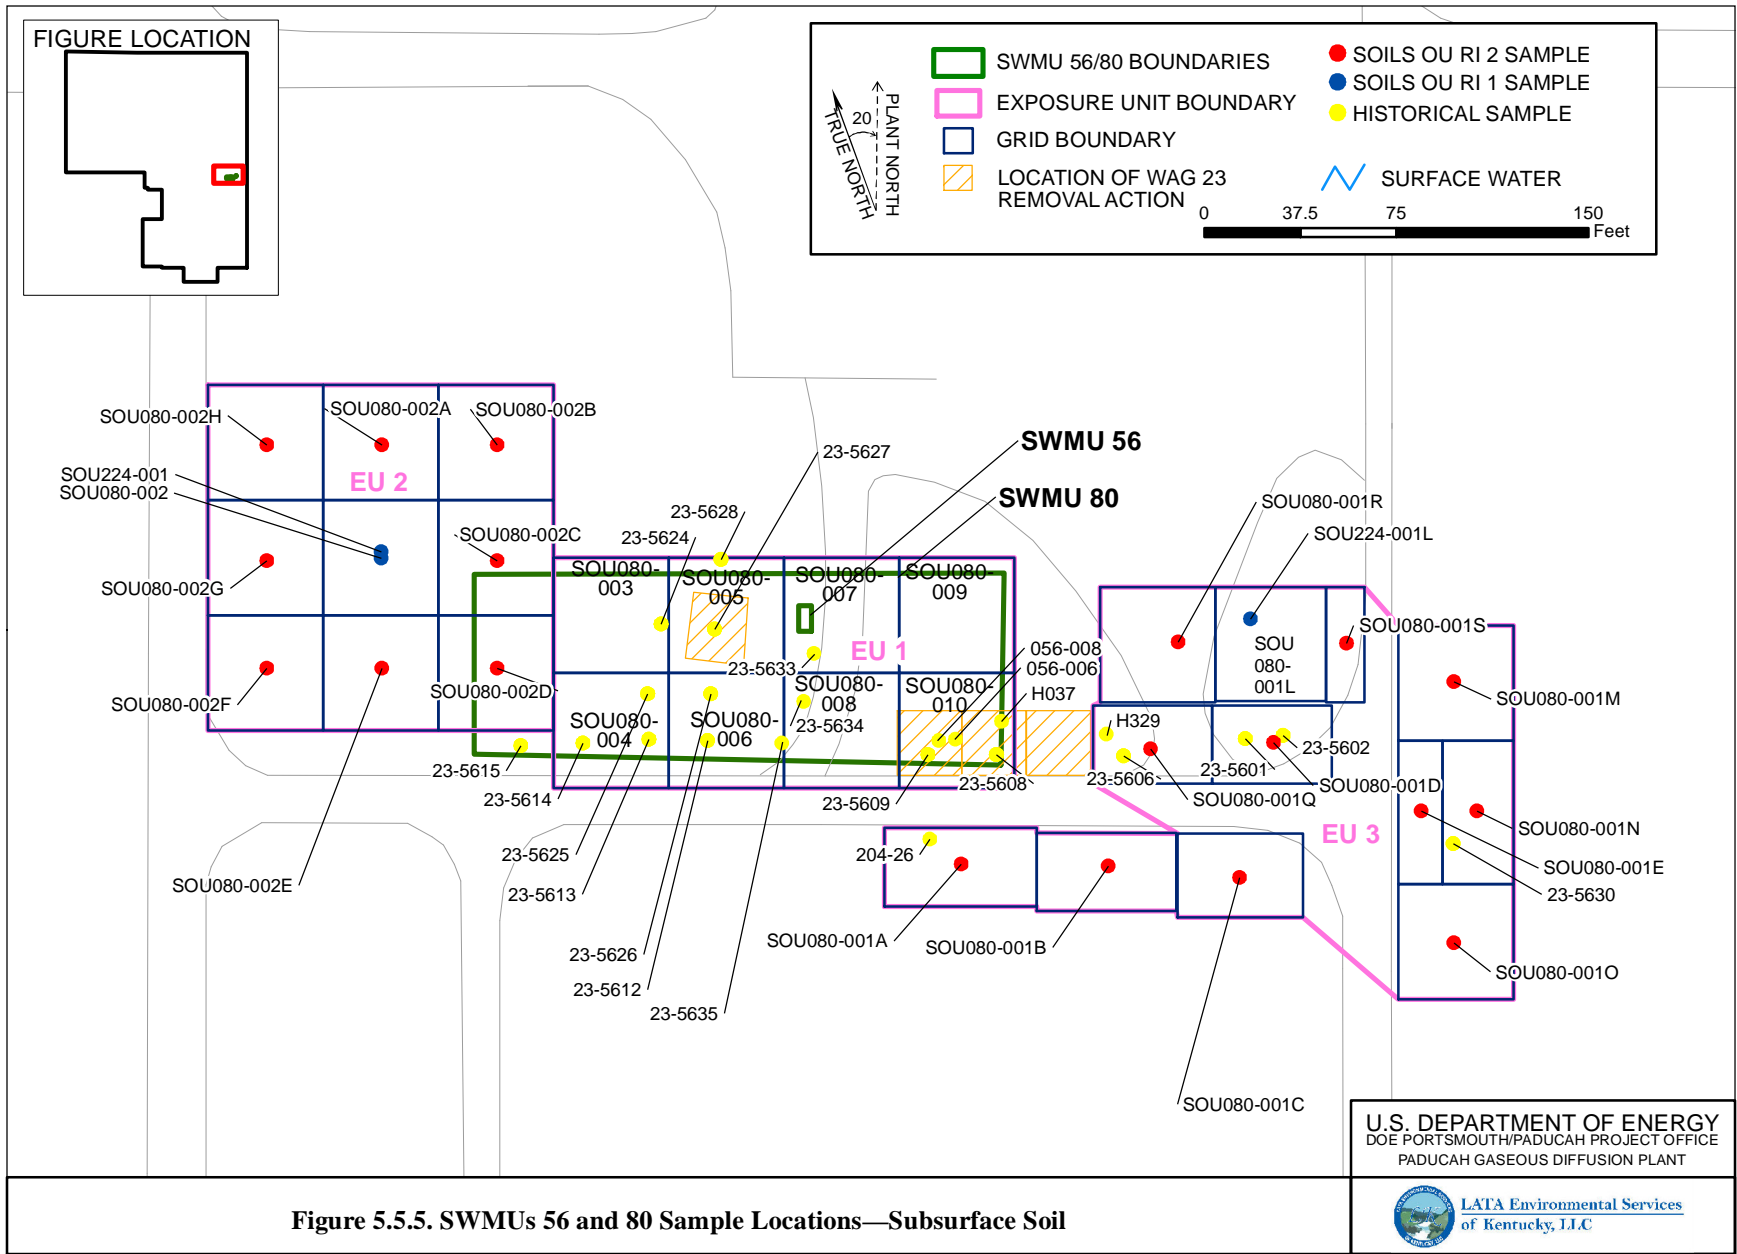 FIGURE LOCATION
SWMU 56/80 BOUNDARIES
EXPOSURE UNIT BOUNDARY
GRID BOUNDARY
LOCATION OF WAG 23
REMOVAL ACTION
SOILS OU RI 2 SAMPLE
SOILS OU RI 1 SAMPLE
HISTORICAL SAMPLE
SURFACE WATER
TRUE NORTH
20
PLANT NORTH
0 37.5 75 150
Feet
SOU080-002H
SOU080-002A
SOU080-002B
SOU224-001
SOU080-002
EU 2
SOU080-002C
SOU080-002G
SOU080-002F
SOU080-002D
SOU080-002E
23-5627
23-5628
23-5624
SWMU 56
SWMU 80
SOU080-
003
SOU080-
005
SOU080-
007
SOU080-
009
EU 1
23-5633
SOU080-
004
SOU080-
006
SOU080-
008
SOU080-
010
23-5634
056-008
056-006
H037
23-5615
23-5614
23-5609
23-5608
23-5625
23-5613
23-5626
23-5612
23-5635
SOU080-001R
SOU224-001L
SOU
080-
001L
SOU080-001S
SOU080-001M
H329
23-5606
23-5601
23-5602
SOU080-001D
SOU080-001Q
EU 3
SOU080-001N
SOU080-001E
23-5630
SOU080-001O
204-26
SOU080-001A
SOU080-001B
SOU080-001C
U.S. DEPARTMENT OF ENERGY
DOE PORTSMOUTH/PADUCAH PROJECT OFFICE
PADUCAH GASEOUS DIFFUSION PLANT
Figure 5.5.5. SWMUs 56 and 80 Sample Locations—Subsurface Soil
LATA Environmental Services
of Kentucky, LLC